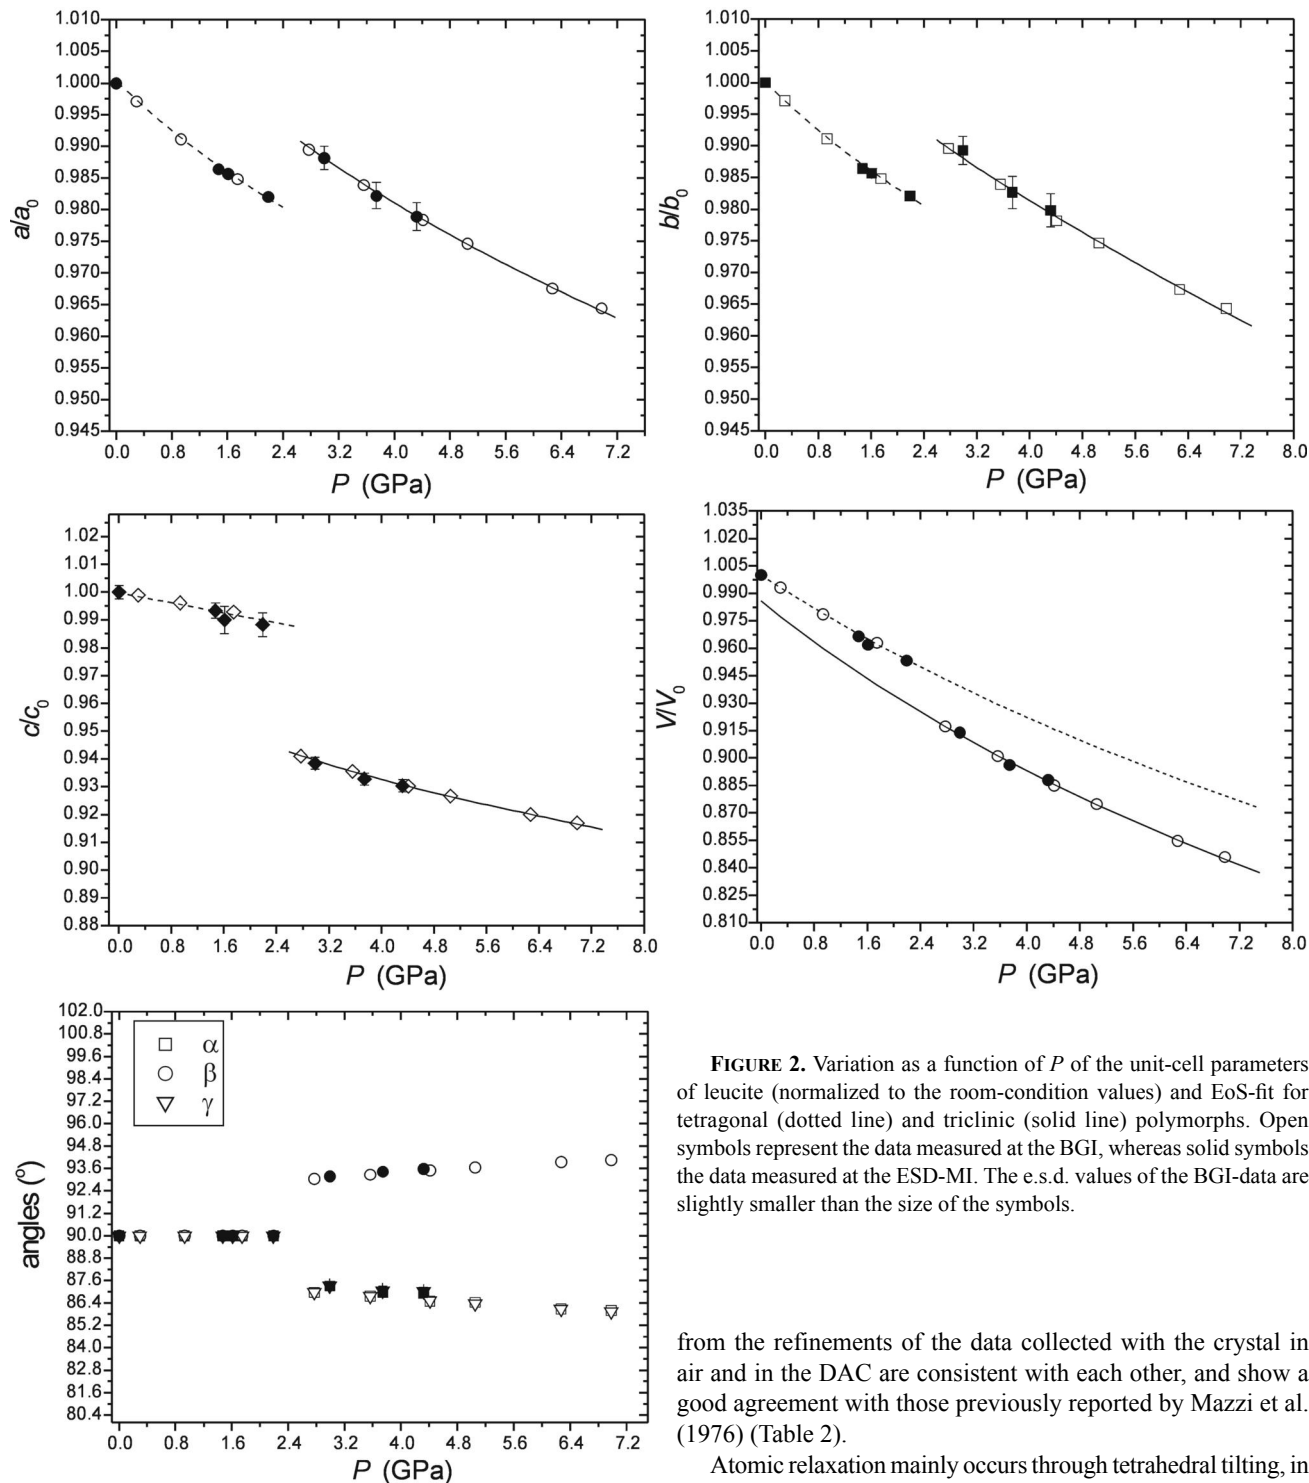 1.010
1.005
1.000
0.995
0.990
0.985
0.980
0.975
0.970
0.965
0.960
0.955
0.950
0.945
a/a0
0.0 0.8 1.6 2.4 3.2 4.0 4.8 5.6 6.4 7.2
P (GPa)
1.010
1.005
1.000
0.995
0.990
0.985
0.980
0.975
0.970
0.965
0.960
0.955
0.950
0.945
b/b0
0.0 0.8 1.6 2.4 3.2 4.0 4.8 5.6 6.4 7.2 8.0
P (GPa)
1.02
1.01
1.00
0.99
0.98
0.97
0.96
0.95
0.94
0.93
0.92
0.91
0.90
0.89
0.88
c/c0
0.0 0.8 1.6 2.4 3.2 4.0 4.8 5.6 6.4 7.2 8.0
P (GPa)
1.035
1.020
1.005
0.990
0.975
0.960
0.945
0.930
0.915
0.900
0.885
0.870
0.855
0.840
0.825
0.810
V/V0
0.0 0.8 1.6 2.4 3.2 4.0 4.8 5.6 6.4 7.2 8.0
P (GPa)
102.0
100.8
99.6
98.4
97.2
96.0
94.8
93.6
92.4
91.2
90.0
88.8
87.6
86.4
85.2
84.0
82.8
81.6
80.4
angles (°)
α
β
γ
0.0 0.8 1.6 2.4 3.2 4.0 4.8 5.6 6.4 7.2
P (GPa)
FIGURE 2. Variation as a function of P of the unit-cell parameters
of leucite (normalized to the room-condition values) and EoS-fit for
tetragonal (dotted line) and triclinic (solid line) polymorphs. Open
symbols represent the data measured at the BGI, whereas solid symbols
the data measured at the ESD-MI. The e.s.d. values of the BGI-data are
slightly smaller than the size of the symbols.
from the refinements of the data collected with the crystal in
air and in the DAC are consistent with each other, and show a
good agreement with those previously reported by Mazzi et al.
(1976) (Table 2).
Atomic relaxation mainly occurs through tetrahedral tilting, in